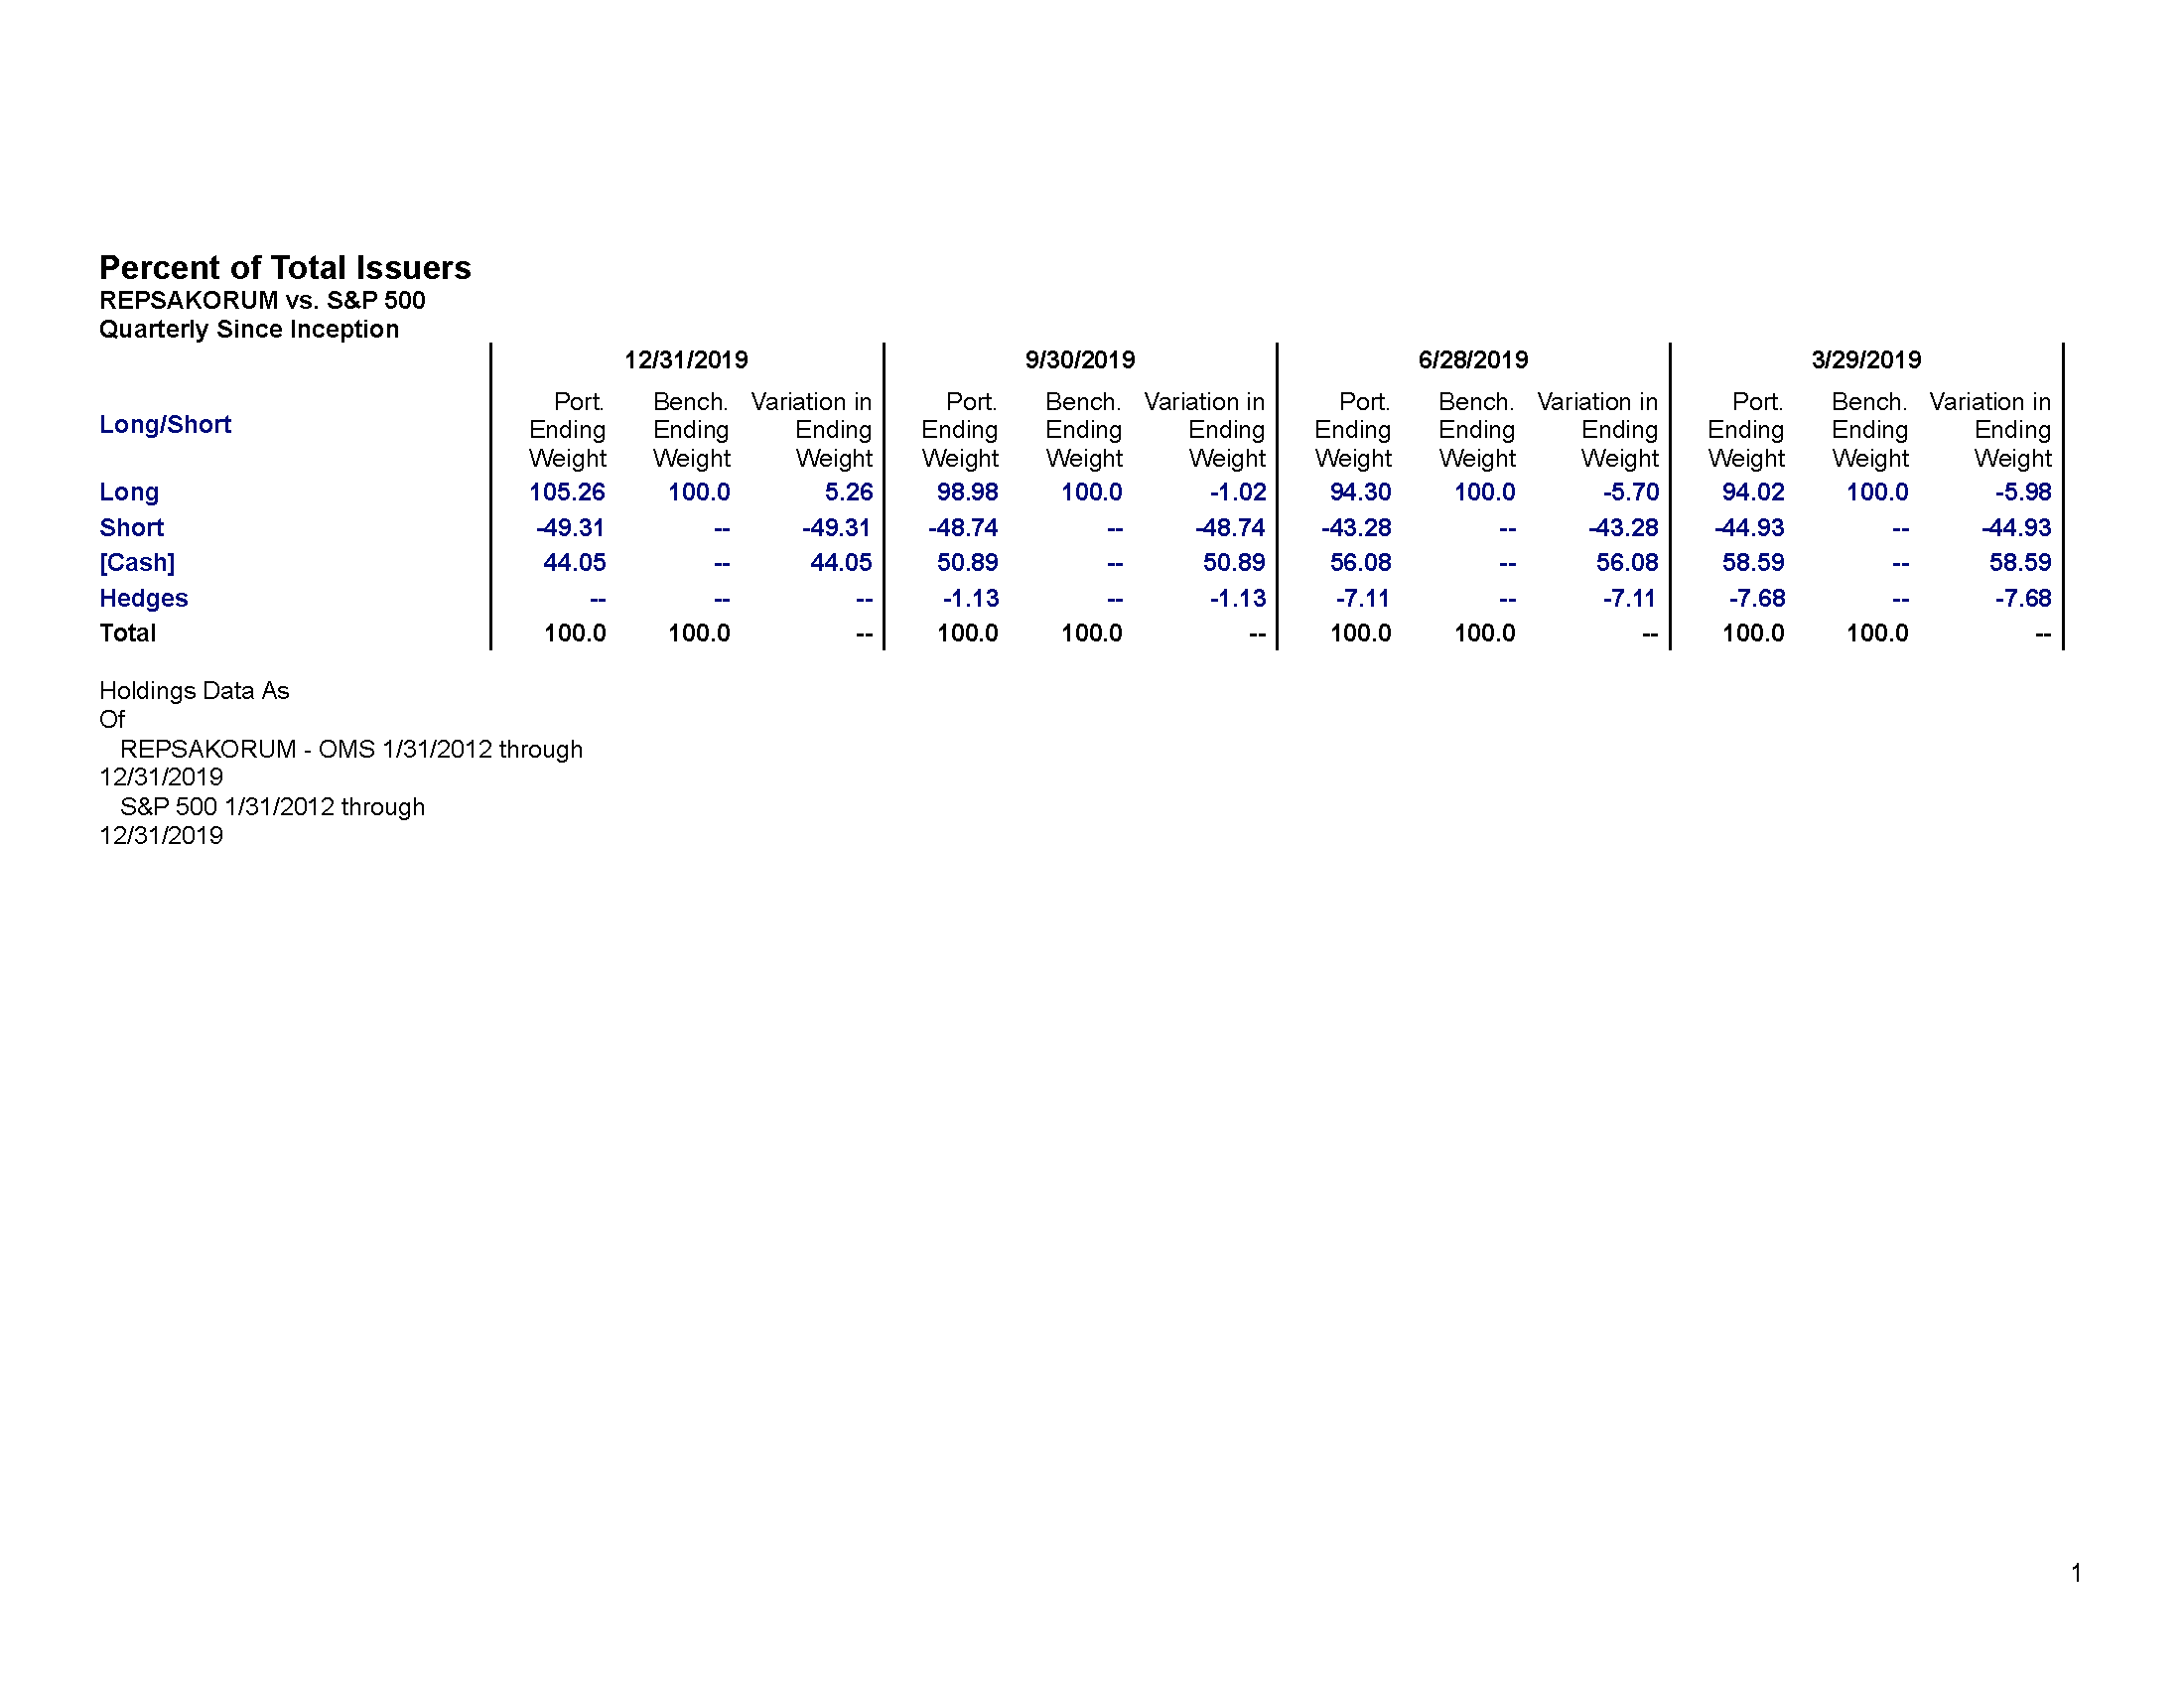 Percent of Total Issuers
REPSAKORUM vs. S&P 500
Quarterly Since Inception
12/31/2019 9/30/2019 6/28/2019 3/29/2019
Long/Short
Port. Bench. Variation in Port. Bench. Variation in Port. Bench. Variation in Port. Bench. Variation in
Ending Ending Ending Ending Ending Ending Ending Ending Ending Ending Ending Ending
Weight Weight Weight Weight Weight Weight Weight Weight Weight Weight Weight Weight
Long 105.26 100.0 5.26 98.98 100.0 -1.02 94.30 100.0 -5.70 94.02 100.0 -5.98
Short -49.31 -- -49.31 -48.74 -- -48.74 -43.28 -- -43.28 -44.93 -- -44.93
[Cash] 44.05 -- 44.05 50.89 -- 50.89 56.08 -- 56.08 58.59 -- 58.59
Hedges -- -- -- -1.13 -- -1.13 -7.11 -- -7.11 -7.68 -- -7.68
Total 100.0 100.0 -- 100.0 100.0 -- 100.0 100.0 -- 100.0 100.0 --
Holdings Data As
Of
REPSAKORUM - OMS 1/31/2012 through
12/31/2019
S&P 500 1/31/2012 through
12/31/2019
1